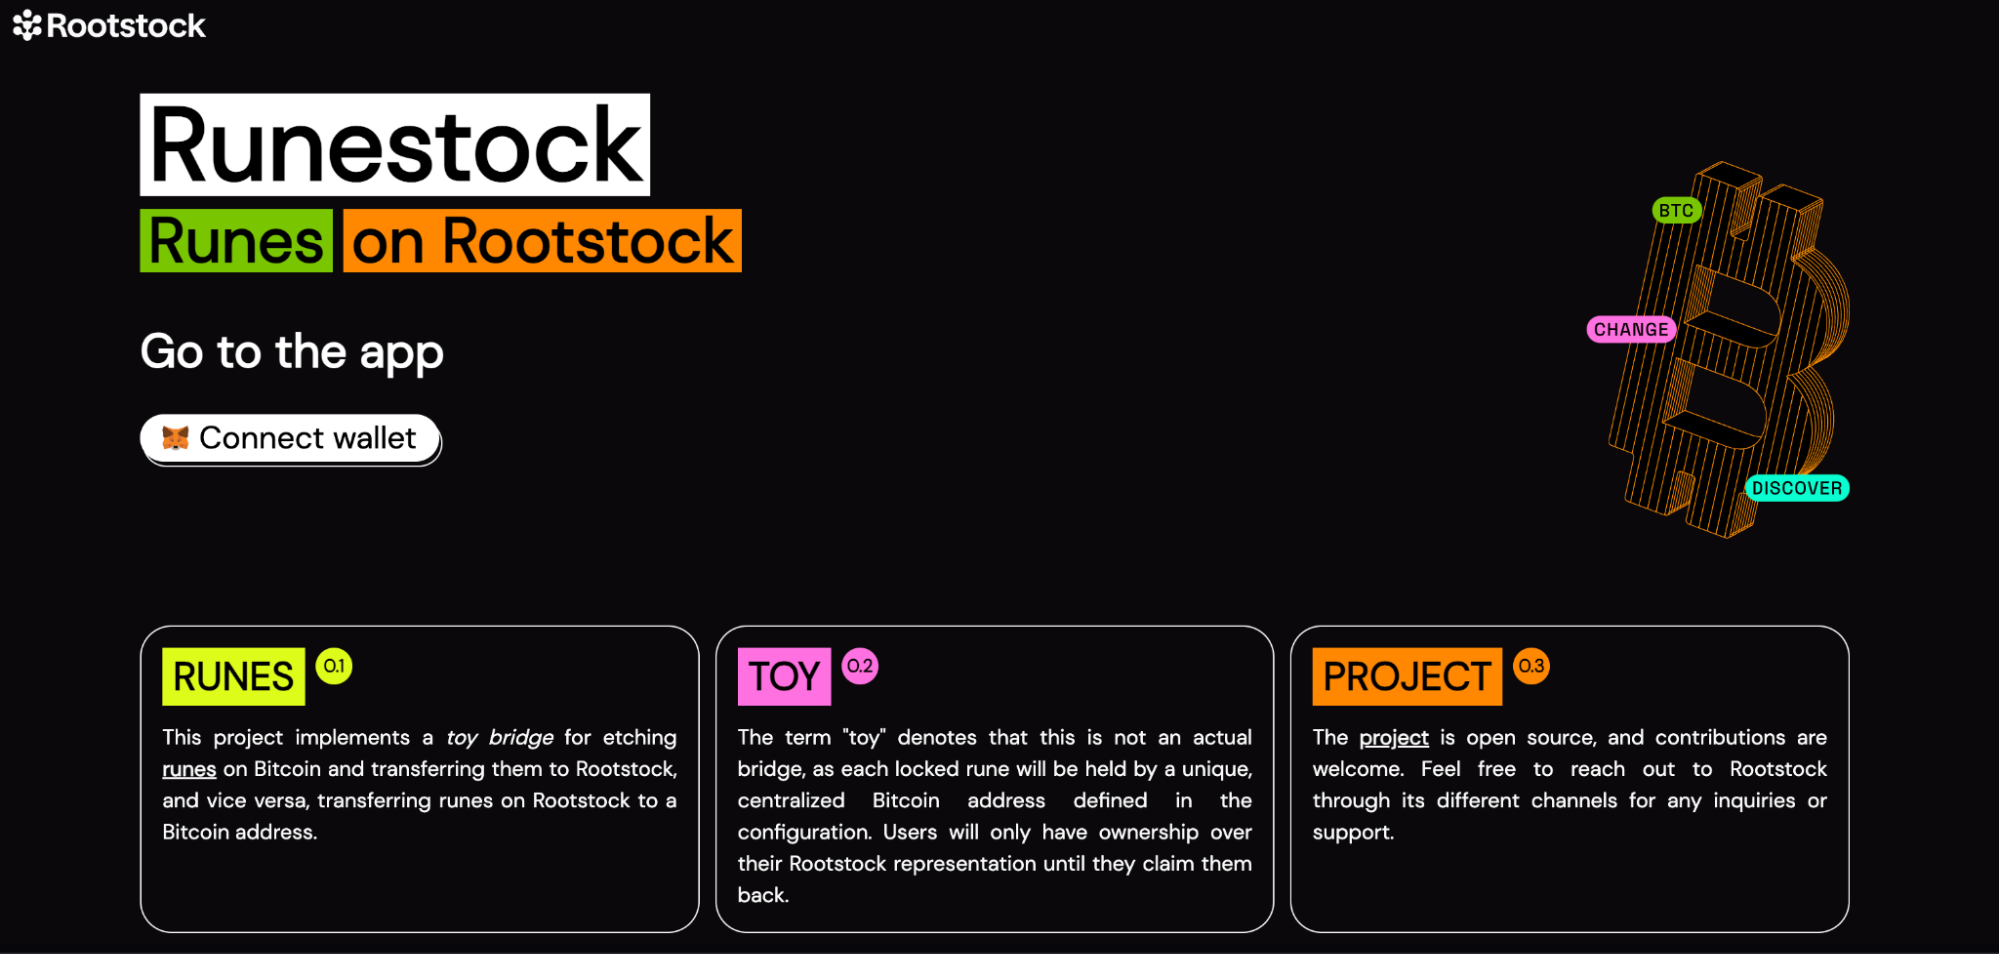 Rootstock
Runestock
Runes on Rootstock
Go to the app
Connect wallet
BTC
CHANGE
DISCOVER
RUNES 0.1
This project implements a toy bridge for etching
runes on Bitcoin and transferring them to Rootstock,
and vice versa, transferring runes on Rootstock to a
Bitcoin address.
TOY 0.2
The term "toy" denotes that this is not an actual
bridge, as each locked rune will be held by a unique,
centralized Bitcoin address defined in the
configuration. Users will only have ownership over
their Rootstock representation until they claim them
back.
PROJECT 0.3
The project is open source, and contributions are
welcome. Feel free to reach out to Rootstock
through its different channels for any inquiries or
support.